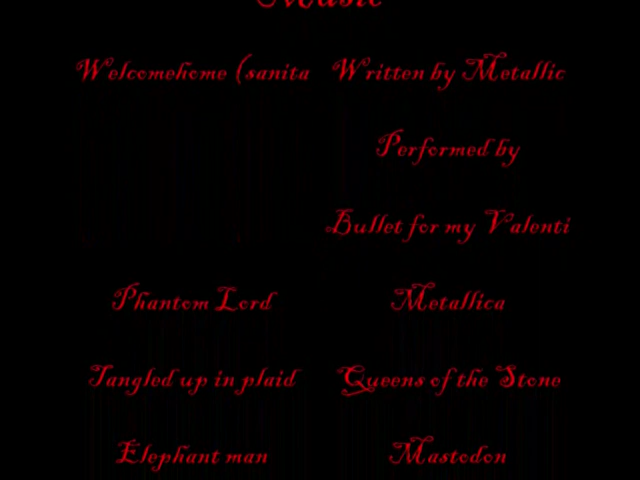 Music
Welcomehome (sanita Written by Metallic
Performed by
Bullet for my Valenti
Phantom Lord Metallica
Tangled up in plaid Queens of the Stone
Elephant man Mastodon